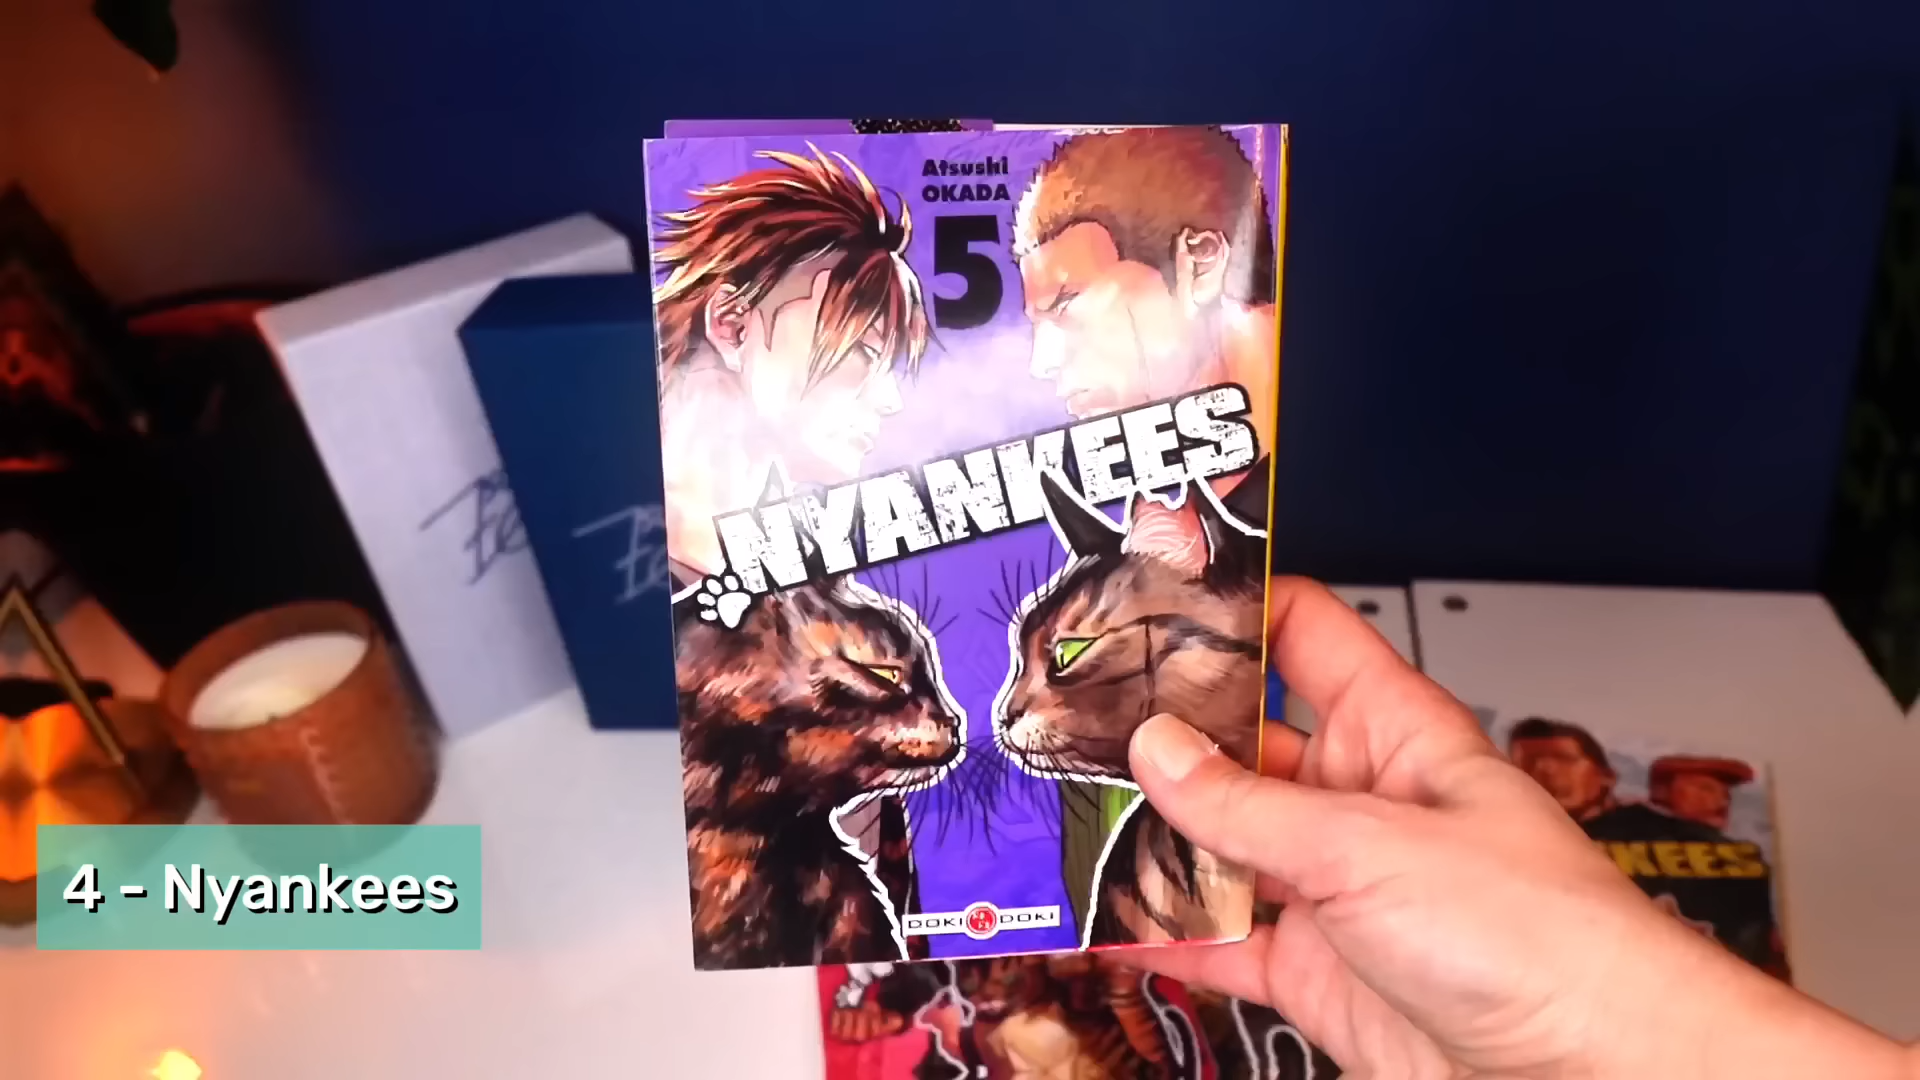 Atsushi
OKADA
5
NYANKEES
DOKI DOKI
KEES
4 - Nyankees